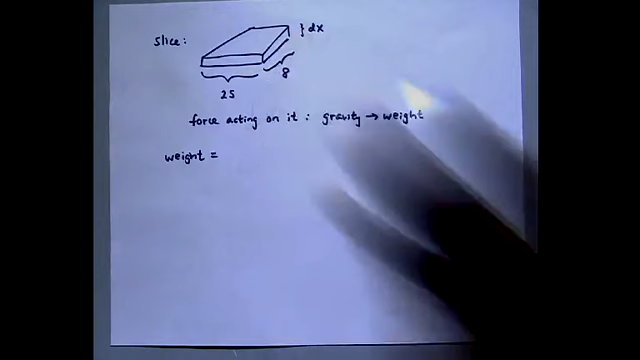 slice:
} dx
8
25
force acting on it : gravity → weight
weight =